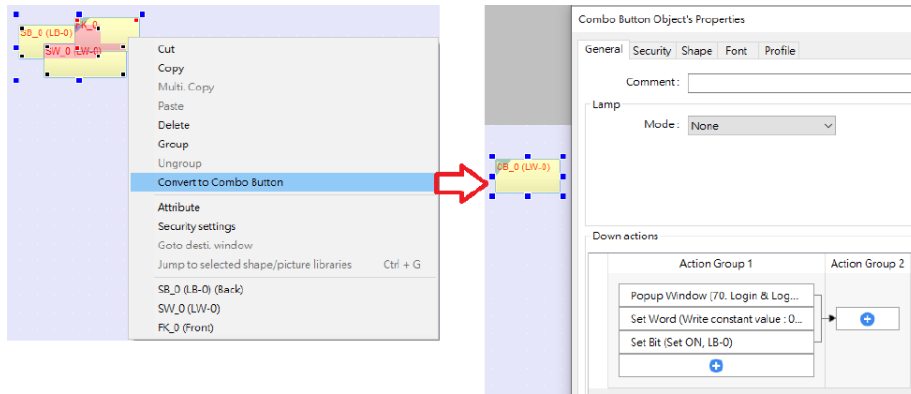 SB_0 (LB-0)
FK_0
SW_0 (LW-0)
Cut
Copy
Multi. Copy
Paste
Delete
Group
Ungroup
Convert to Combo Button
Attribute
Security settings
Goto desti. window
Jump to selected shape/picture libraries Ctrl + G
SB_0 (LB-0) (Back)
SW_0 (LW-0)
FK_0 (Front)
CB_0 (LW-0)
Combo Button Object's Properties
General Security Shape Font Profile
Comment :
Lamp
Mode : None
Down actions
Action Group 1 Action Group 2
Popup Window (70. Login & Log...
Set Word (Write constant value : 0...
Set Bit (Set ON, LB-0)